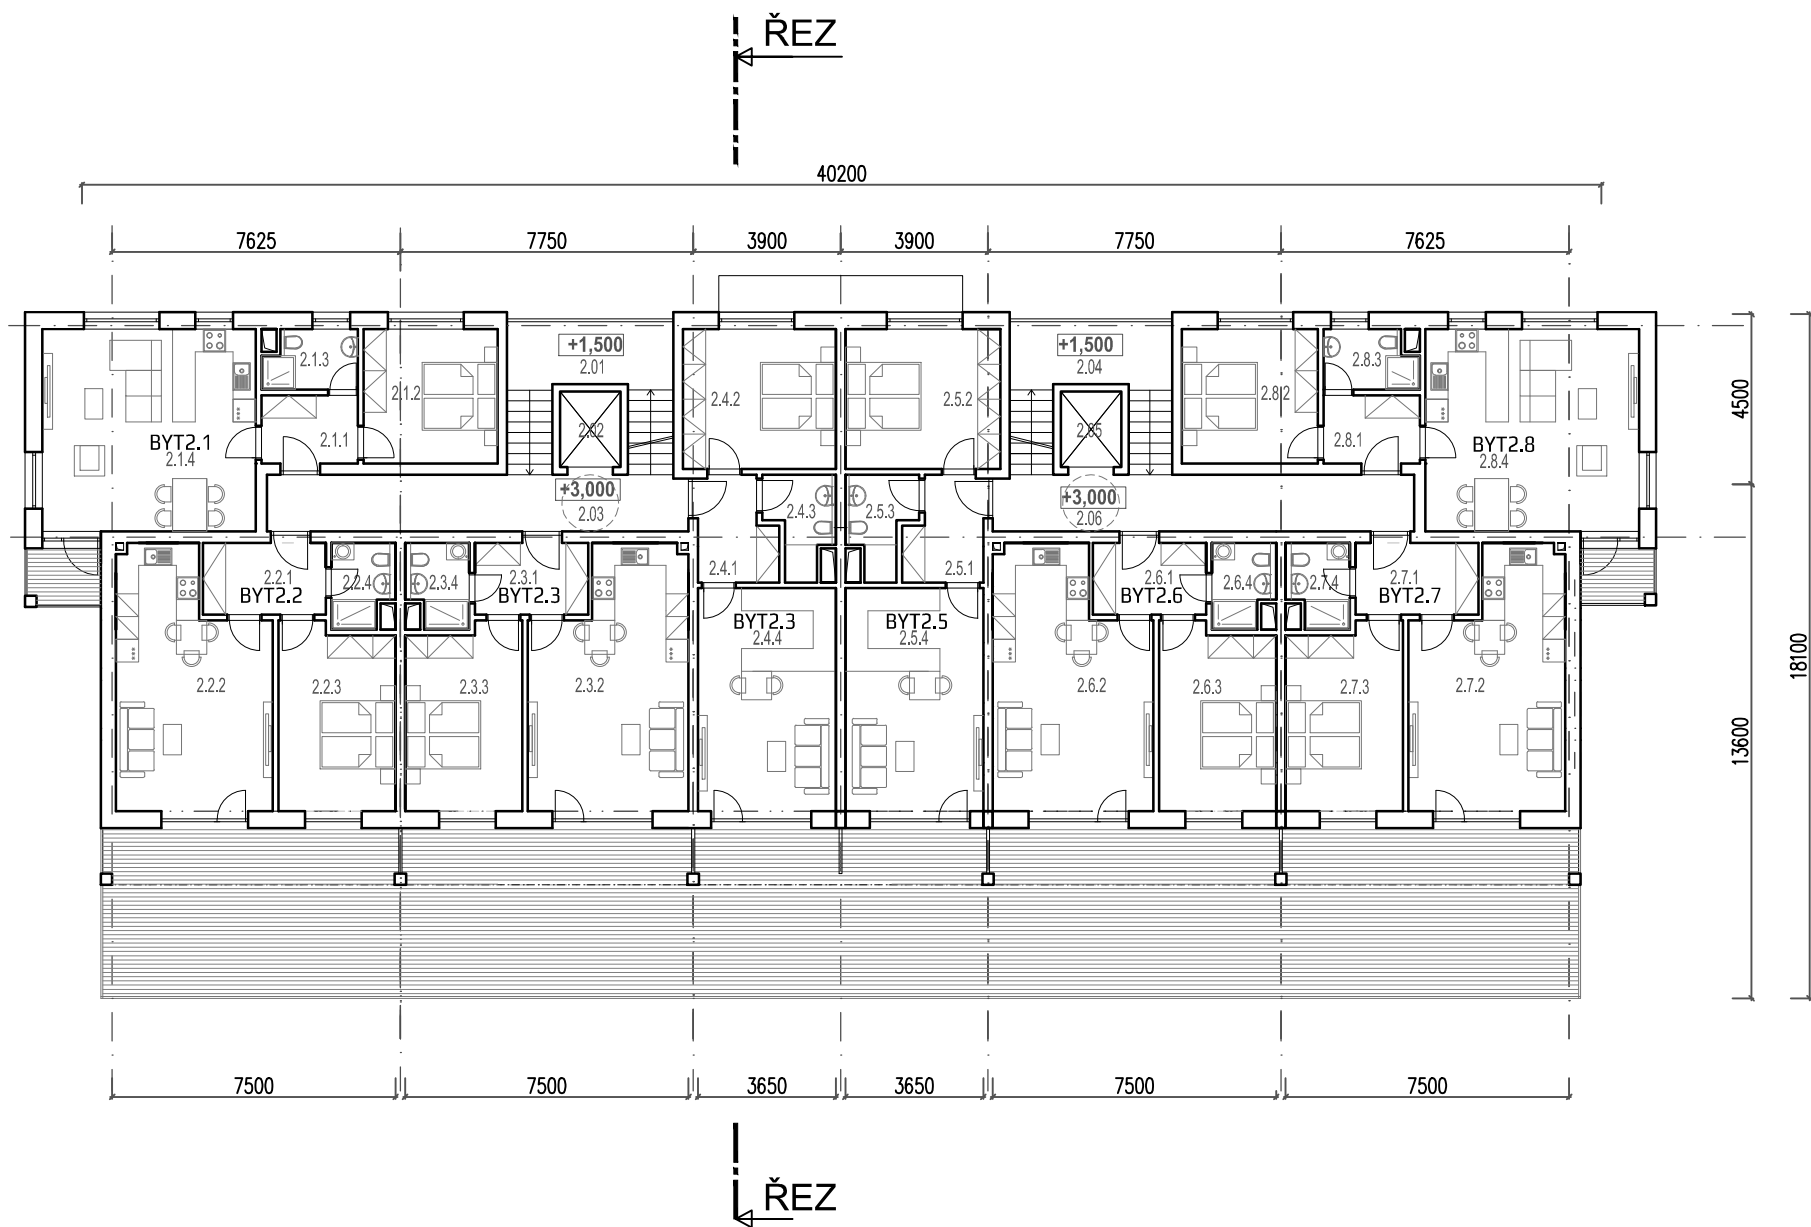 ŘEZ
40200
7625 7750 3900 3900 7750 7625
+1,500 +1,500
2.01 2.04
2.1.3 2.8.3
2.1.2 2.4.2 2.5.2 2.8.2
4500
2.02 2.05
BYT2.1 2.1.1 2.8.1 BYT2.8
2.1.4 2.8.4
+3,000 +3,000
2.03 2.4.3 2.5.3 2.06
2.2.1 2.2.4 2.3.4 2.3.1 2.4.1 2.5.1 2.6.1 2.6.4 2.7.4 2.7.1
BYT2.2 BYT2.3 BYT2.6 BYT2.7
BYT2.3 BYT2.5
2.4.4 2.5.4
18100
2.2.2 2.2.3 2.3.3 2.3.2 2.6.2 2.6.3 2.7.3 2.7.2
13600
7500 7500 3650 3650 7500 7500
ŘEZ